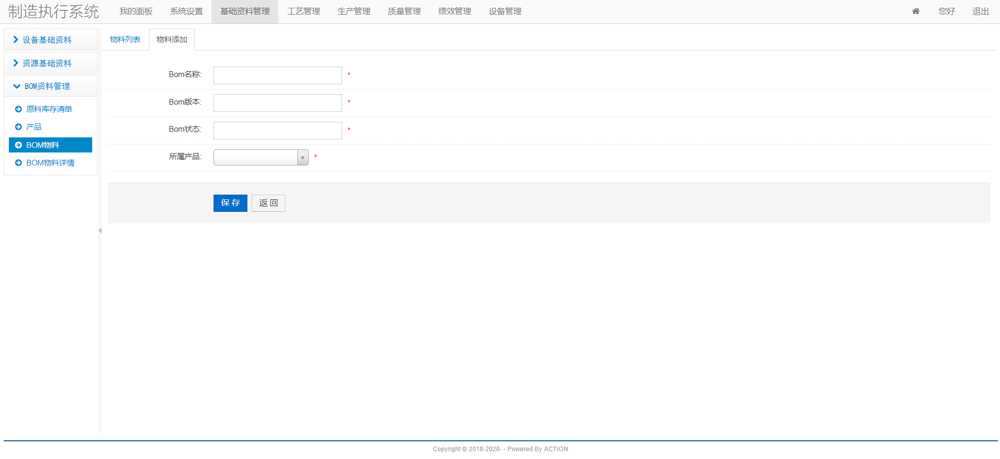 制造执行系统 我的面板 系统设置 基础资料管理 工艺管理 生产管理 质量管理 绩效管理 设备管理 您好 退出
设备基础资料
资源基础资料
BOM资料管理
原料库存清单
产品
BOM物料
BOM物料详情
物料列表 物料添加
Bom名称: *
Bom版本: *
Bom状态: *
所属产品: *
保 存 返 回
Copyright © 2018-2020- - Powered By ACTION